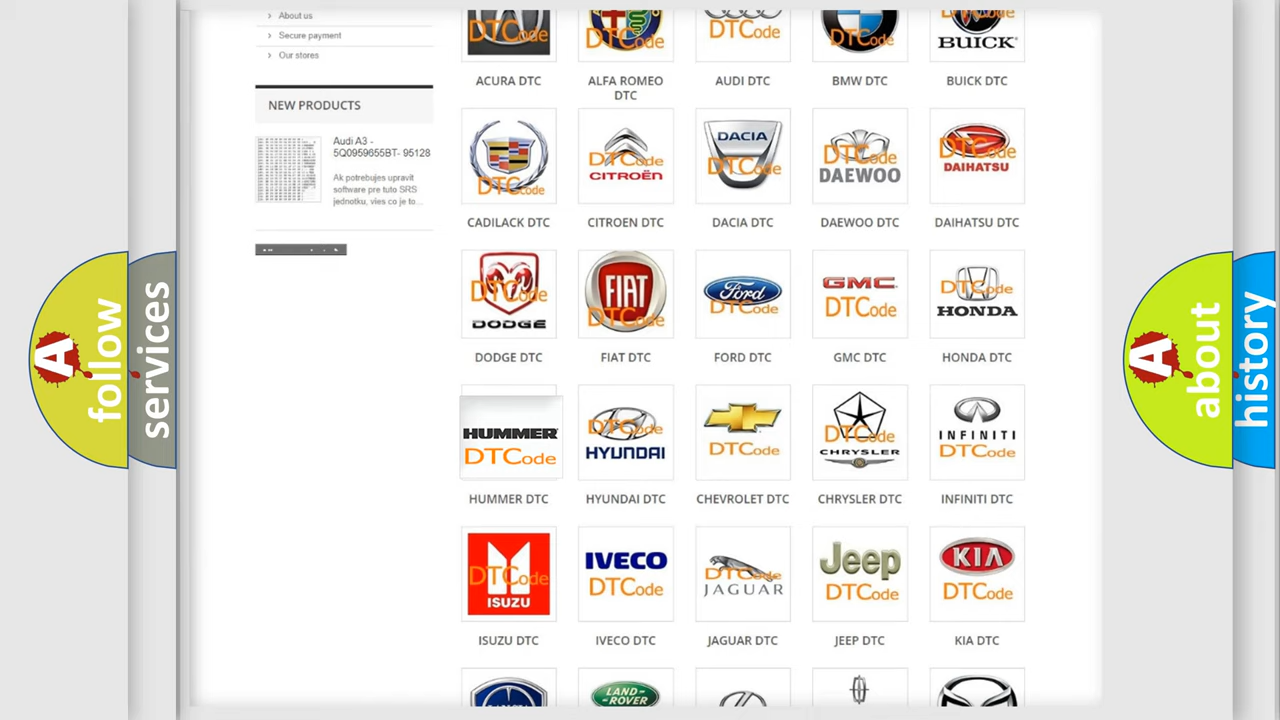 About us
Secure payment
Our stores
NEW PRODUCTS
Audi A3 -
5Q0959655BT- 95128
Ak potrebujes upravit
software pre tuto SRS
jednotku, vies co je to...
A follow
services
A about
history
DTCode
DTCode
DTCode
DTCode
BUICK
ACURA DTC
ALFA ROMEO
DTC
AUDI DTC
BMW DTC
BUICK DTC
DTCode
DTCode
CITROËN
DACIA
DTCode
DTCode
DAEWOO
DTCode
DAIHATSU
CADILACK DTC
CITROEN DTC
DACIA DTC
DAEWOO DTC
DAIHATSU DTC
DTCode
DODGE
FIAT
DTCode
Ford
DTCode
GMC
DTCode
DTCode
HONDA
DODGE DTC
FIAT DTC
FORD DTC
GMC DTC
HONDA DTC
HUMMER
DTCode
DTCode
HYUNDAI
DTCode
DTCode
CHRYSLER
INFINITI
DTCode
HUMMER DTC
HYUNDAI DTC
CHEVROLET DTC
CHRYSLER DTC
INFINITI DTC
DTCode
ISUZU
IVECO
DTCode
DTCode
JAGUAR
Jeep
DTCode
KIA
DTCode
ISUZU DTC
IVECO DTC
JAGUAR DTC
JEEP DTC
KIA DTC
LAND-
ROVER